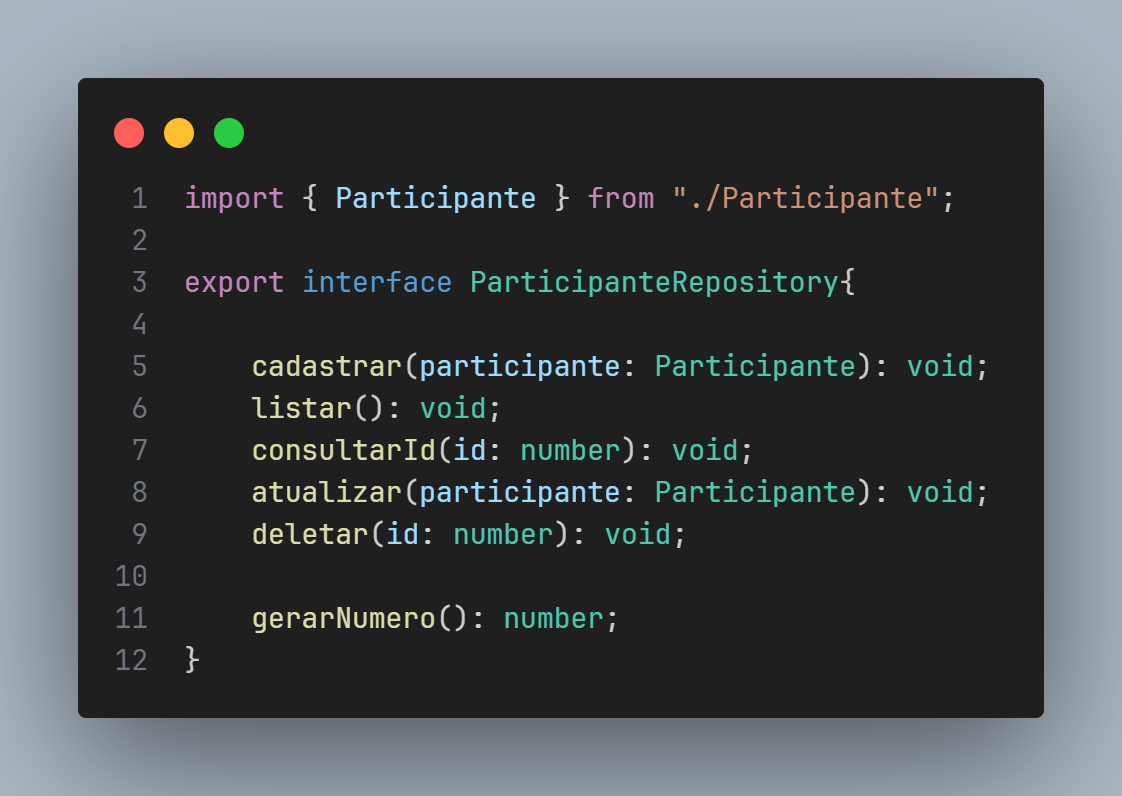 1 import { Participante } from "./Participante";
2
3 export interface ParticipanteRepository{
4
5     cadastrar(participante: Participante): void;
6     listar(): void;
7     consultarId(id: number): void;
8     atualizar(participante: Participante): void;
9     deletar(id: number): void;
10
11     gerarNumero(): number;
12 }